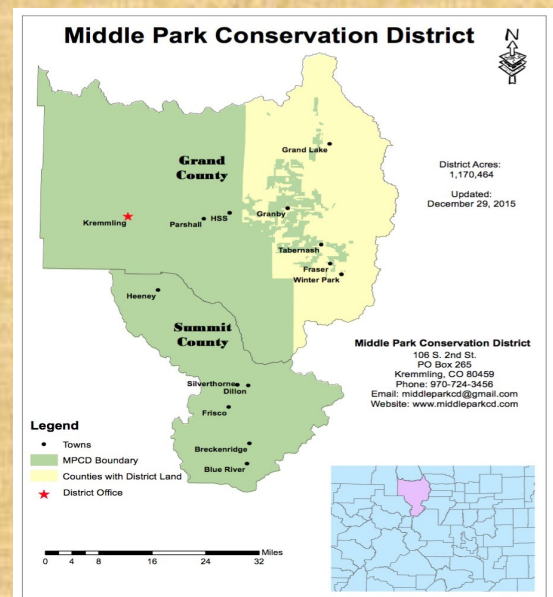 Middle Park Conservation District
N
Grand Lake
Grand
County
District Acres:
1,170,464
Updated:
December 29, 2015
Kremmling
Parshall
HSS
Granby
Tabernash
Fraser
Winter Park
Heeney
Summit
County
Middle Park Conservation District
106 S. 2nd St.
PO Box 265
Kremmling, CO 80459
Phone: 970-724-3456
Email: middleparkcd@gmail.com
Website: www.middleparkcd.com
Silverthorne
Dillon
Frisco
Breckenridge
Blue River
Legend
Towns
MPCD Boundary
Counties with District Land
District Office
Miles
0 4 8 16 24 32